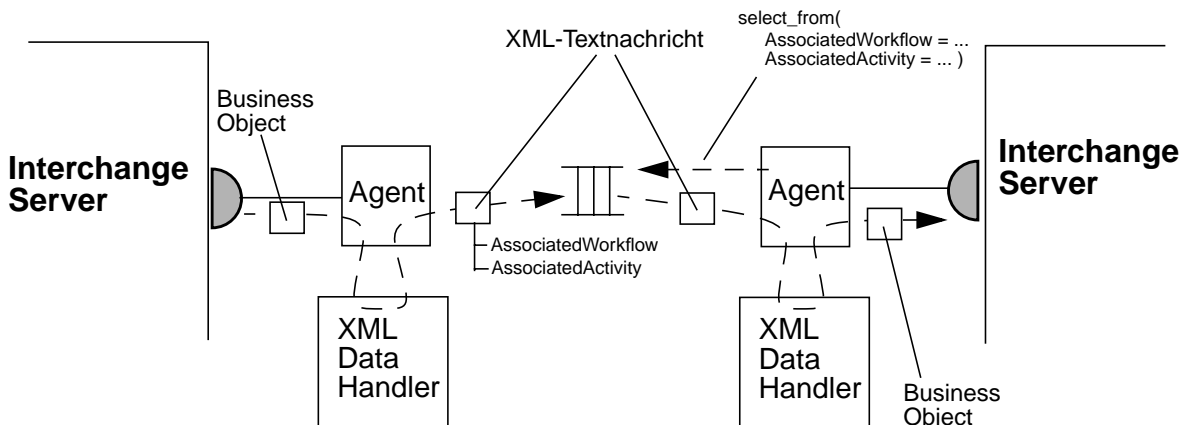 select_from(
AssociatedWorkflow = ...
AssociatedActivity = ... )
XML-Textnachricht
Business
Object
Interchange
Server
Agent
Agent
Interchange
Server
AssociatedWorkflow
AssociatedActivity
XML
Data
Handler
XML
Data
Handler
Business
Object